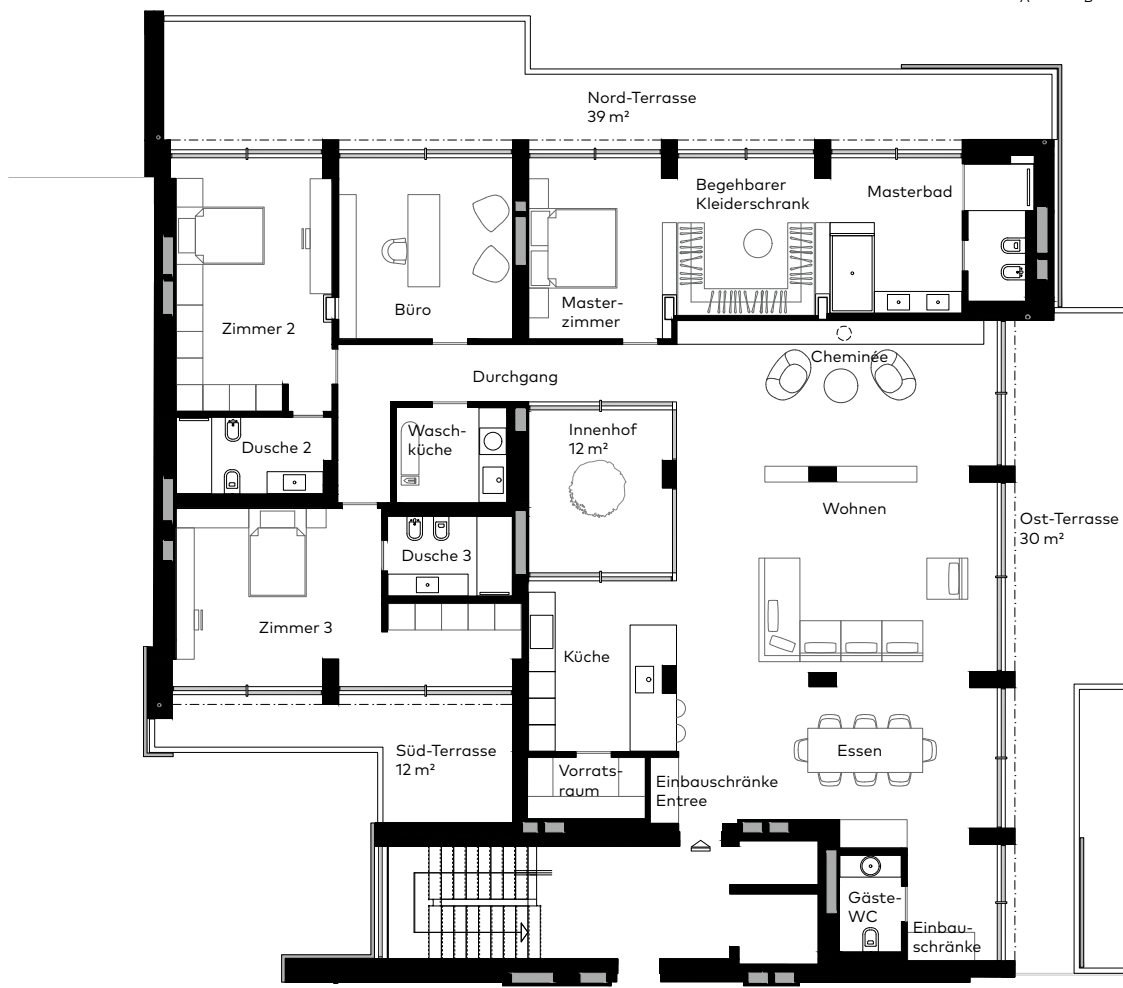 Nord-Terrasse
39 m²
Begehbarer
Kleiderschrank
Masterbad
Zimmer 2
Büro
Master-
zimmer
Cheminée
Durchgang
Dusche 2
Wasch-
küche
Innenhof
12 m²
Wohnen
Ost-Terrasse
30 m²
Dusche 3
Zimmer 3
Küche
Süd-Terrasse
12 m²
Essen
Vorrats-
raum
Einbauschränke
Entree
Gäste-
WC
Einbau-
schränke